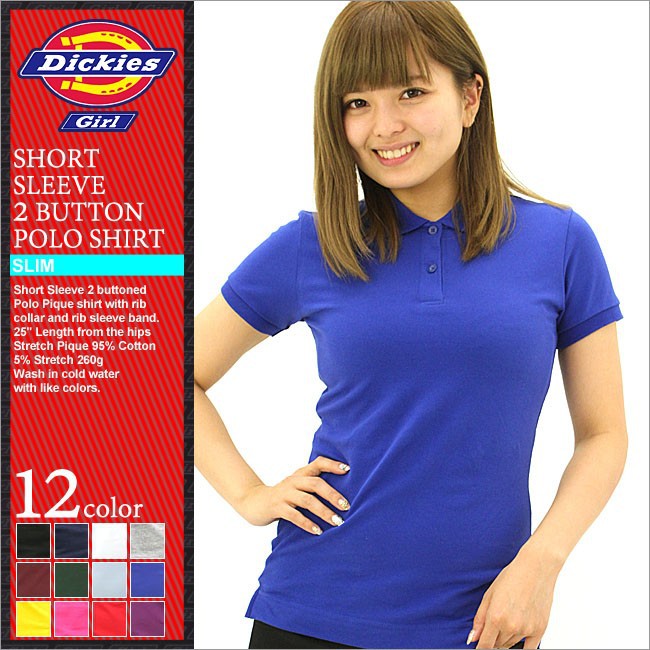 Dickies
Girl
SHORT
SLEEVE
2 BUTTON
POLO SHIRT
SLIM
Short Sleeve 2 buttoned
Polo Pique shirt with rib
collar and rib sleeve band.
25" Length from the hips
Stretch Pique 95% Cotton
5% Stretch 260g
Wash in cold water
with like colors.
12 color